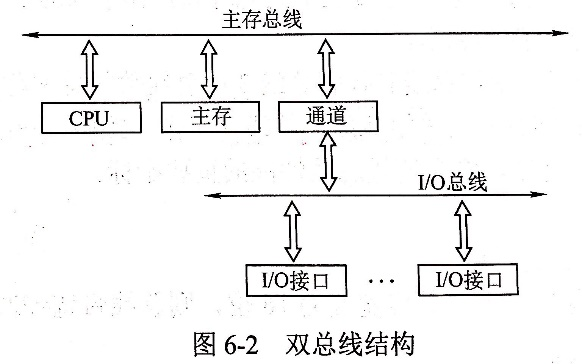 主存总线
CPU 主存 通道
I/O总线
I/O接口 … I/O接口
图 6-2 双总线结构